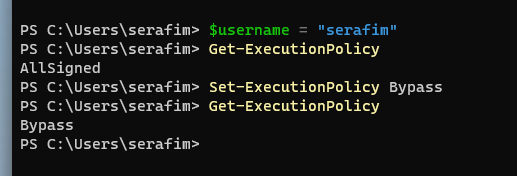 PS C:\Users\serafim> $username = "serafim"
PS C:\Users\serafim> Get-ExecutionPolicy
AllSigned
PS C:\Users\serafim> Set-ExecutionPolicy Bypass
PS C:\Users\serafim> Get-ExecutionPolicy
Bypass
PS C:\Users\serafim>